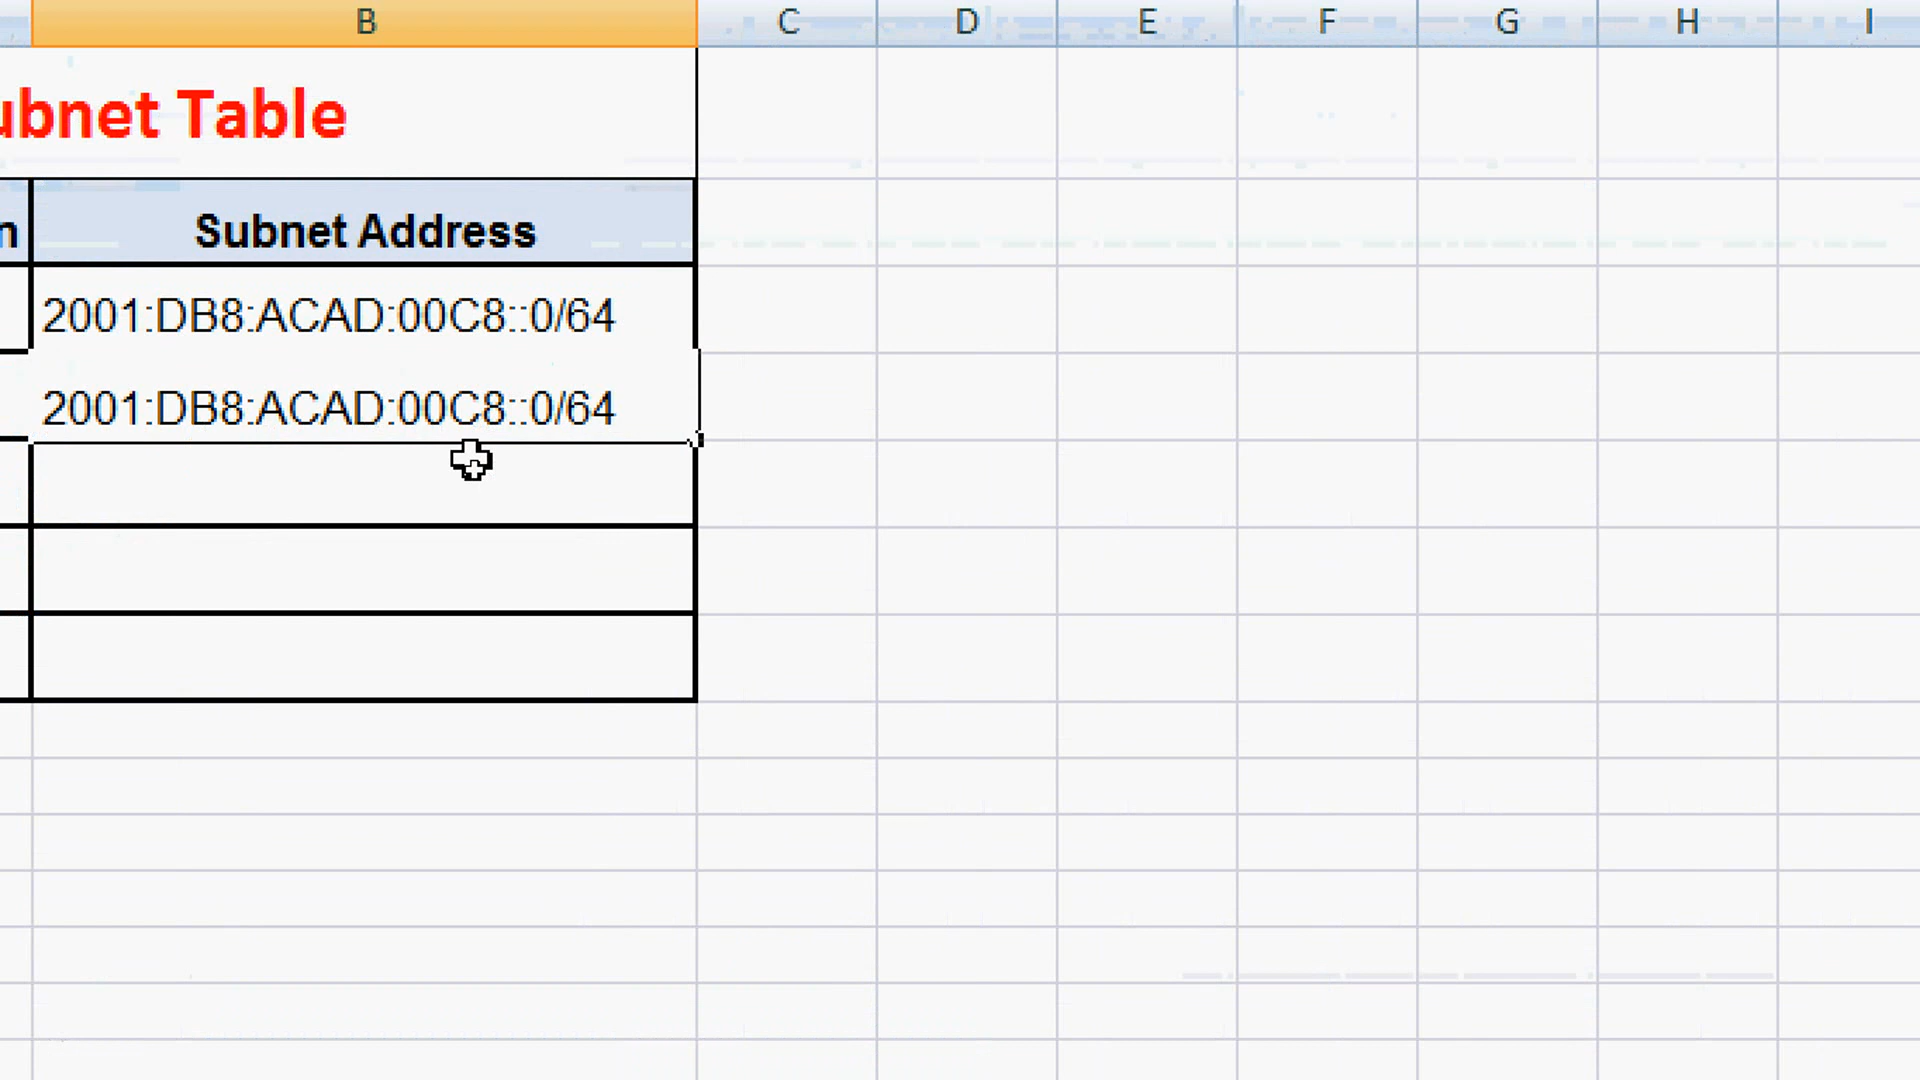 B C D E F G H I
ubnet Table
n Subnet Address
2001:DB8:ACAD:00C8::0/64
2001:DB8:ACAD:00C8::0/64